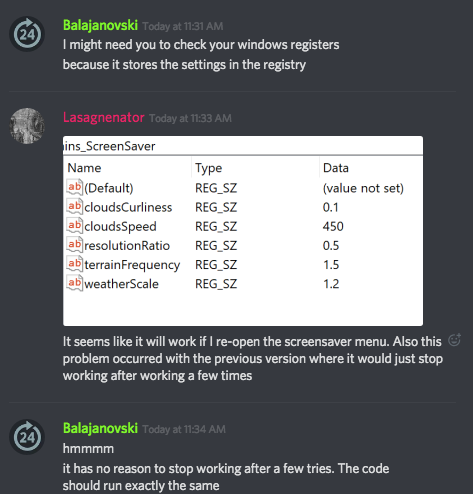 Balajanovski Today at 11:31 AM
24
I might need you to check your windows registers
because it stores the settings in the registry
Lasagnenator Today at 11:33 AM
ins_ScreenSaver
Name Type Data
ab (Default) REG_SZ (value not set)
ab cloudsCurliness REG_SZ 0.1
ab cloudsSpeed REG_SZ 450
ab resolutionRatio REG_SZ 0.5
ab terrainFrequency REG_SZ 1.5
ab weatherScale REG_SZ 1.2
It seems like it will work if I re-open the screensaver menu. Also this
problem occurred with the previous version where it would just stop
working after working a few times
Balajanovski Today at 11:34 AM
24
hmmmm
it has no reason to stop working after a few tries. The code
should run exactly the same